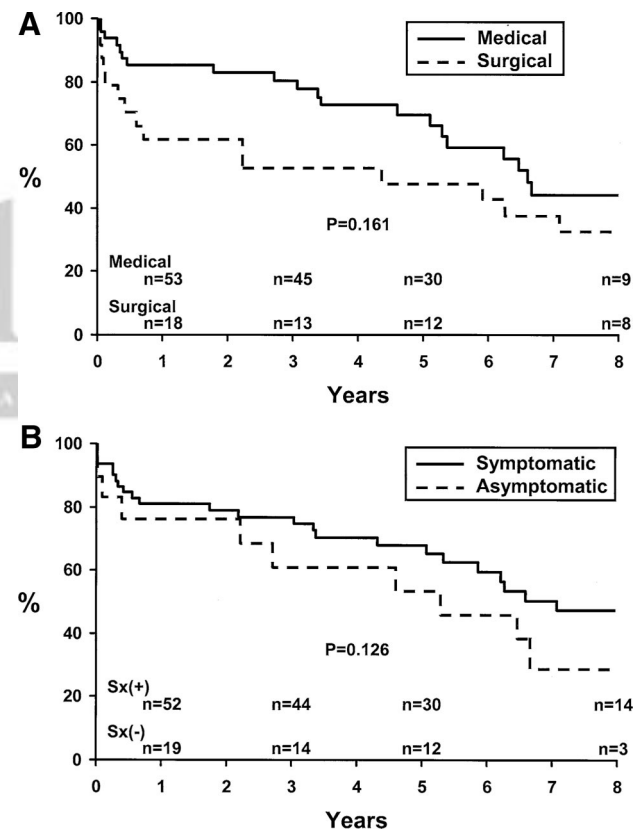 A
100
80
60
40
20
0
%
Medical
Surgical
P=0.161
Medical
n=53 n=45 n=30 n=9
Surgical
n=18 n=13 n=12 n=8
0 1 2 3 4 5 6 7 8
Years
B
100
80
60
40
20
0
%
Symptomatic
Asymptomatic
P=0.126
Sx(+)
n=52 n=44 n=30 n=14
Sx(-)
n=19 n=14 n=12 n=3
0 1 2 3 4 5 6 7 8
Years